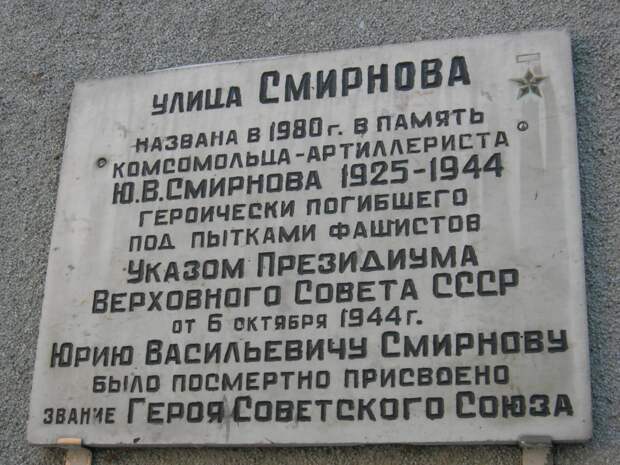 улица Смирнова
названа в 1980 г. в память
комсомольца-артиллериста
Ю.В.Смирнова 1925-1944
героически погибшего
под пытками фашистов
Указом Президиума
Верховного Совета СССР
от 6 октября 1944 г.
Юрию Васильевичу Смирнову
было посмертно присвоено
звание Героя Советского Союза